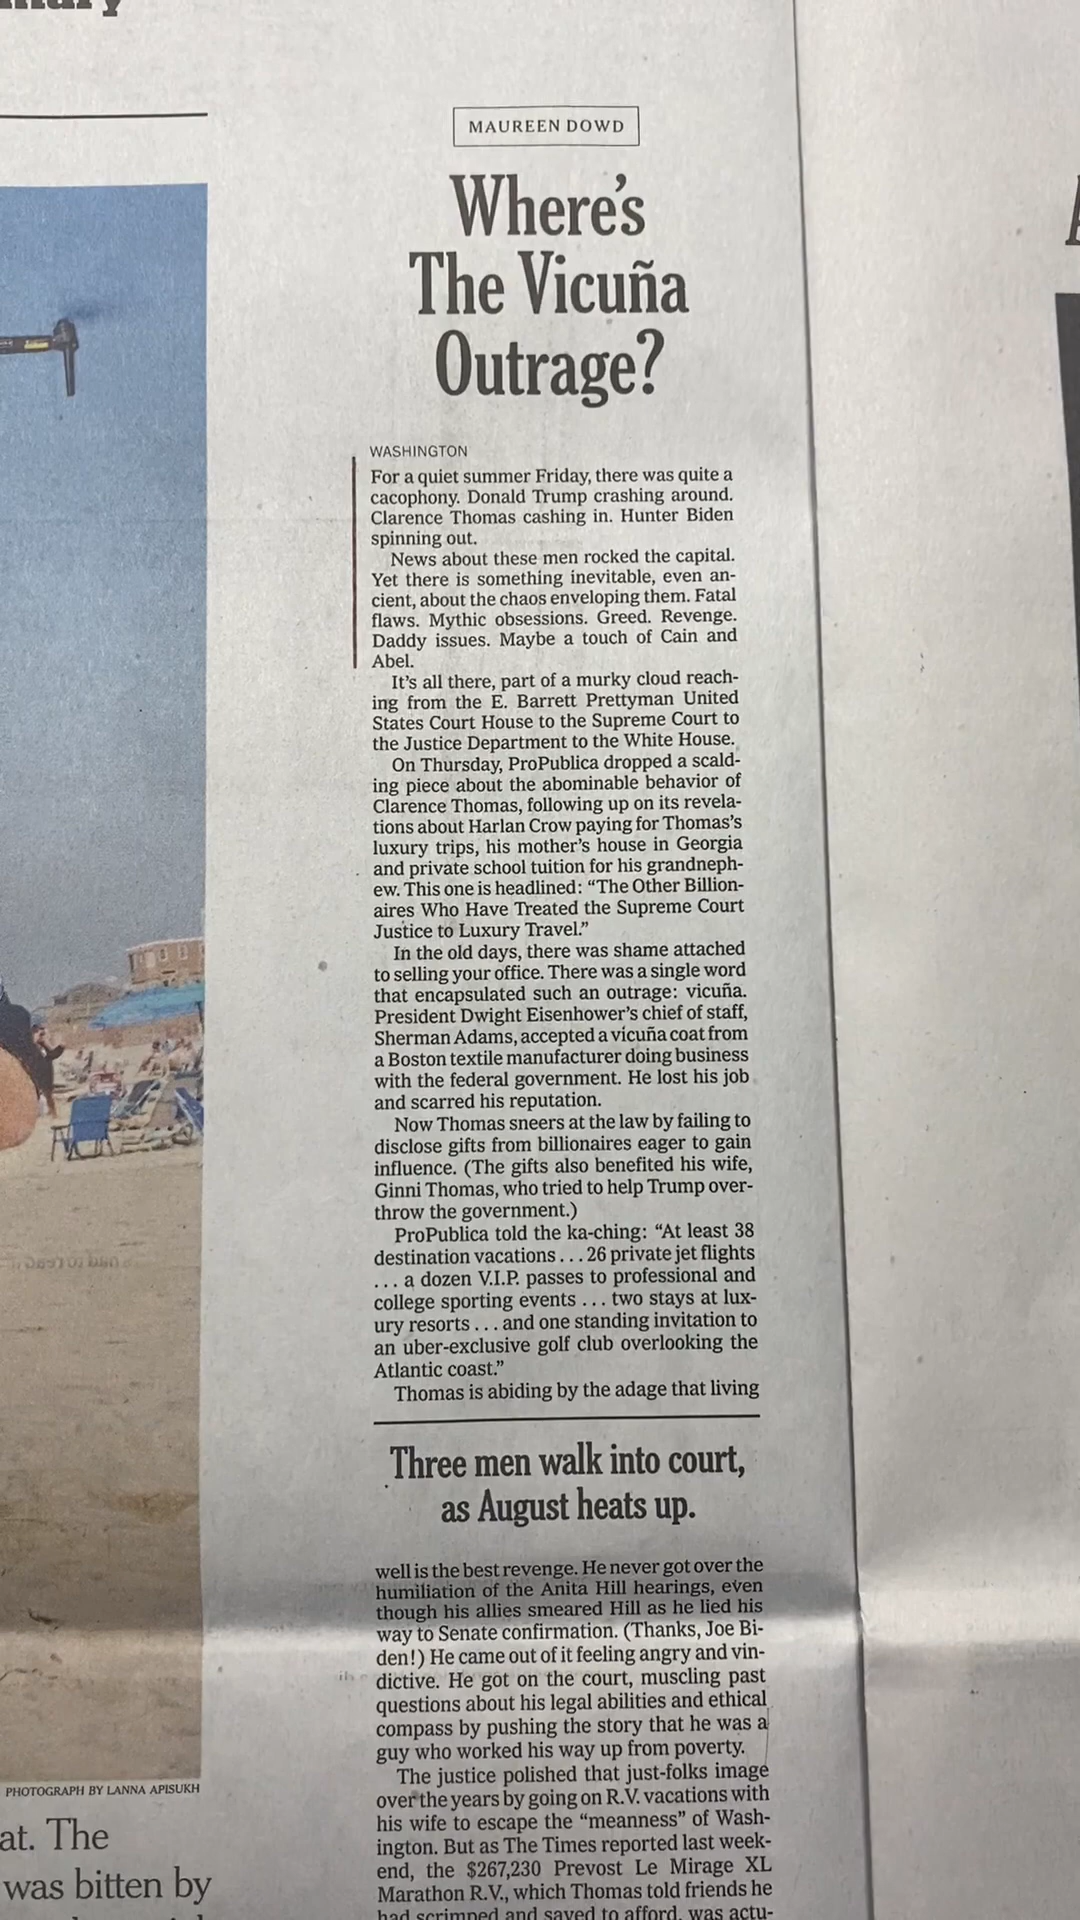 MAUREEN DOWD
Where's
The Vicuña
Outrage?
WASHINGTON
For a quiet summer Friday, there was quite a
cacophony. Donald Trump crashing around.
Clarence Thomas cashing in. Hunter Biden
spinning out.
News about these men rocked the capital.
Yet there is something inevitable, even an-
cient, about the chaos enveloping them. Fatal
flaws. Mythic obsessions. Greed. Revenge.
Daddy issues. Maybe a touch of Cain and
Abel.
It's all there, part of a murky cloud reach-
ing from the E. Barrett Prettyman United
States Court House to the Supreme Court to
the Justice Department to the White House.
On Thursday, ProPublica dropped a scald-
ing piece about the abominable behavior of
Clarence Thomas, following up on its revela-
tions about Harlan Crow paying for Thomas's
luxury trips, his mother's house in Georgia
and private school tuition for his grandneph-
ew. This one is headlined: “The Other Billion-
aires Who Have Treated the Supreme Court
Justice to Luxury Travel.”
In the old days, there was shame attached
to selling your office. There was a single word
that encapsulated such an outrage: vicuña.
President Dwight Eisenhower's chief of staff,
Sherman Adams, accepted a vicuña coat from
a Boston textile manufacturer doing business
with the federal government. He lost his job
and scarred his reputation.
Now Thomas sneers at the law by failing to
disclose gifts from billionaires eager to gain
influence. (The gifts also benefited his wife,
Ginni Thomas, who tried to help Trump over-
throw the government.)
ProPublica told the ka-ching: “At least 38
destination vacations . . . 26 private jet flights
. . . a dozen V.I.P. passes to professional and
college sporting events . . . two stays at lux-
ury resorts . . . and one standing invitation to
an uber-exclusive golf club overlooking the
Atlantic coast.”
Thomas is abiding by the adage that living
Three men walk into court,
as August heats up.
well is the best revenge. He never got over the
humiliation of the Anita Hill hearings, even
though his allies smeared Hill as he lied his
way to Senate confirmation. (Thanks, Joe Bi-
den!) He came out of it feeling angry and vin-
dictive. He got on the court, muscling past
questions about his legal abilities and ethical
compass by pushing the story that he was a
guy who worked his way up from poverty.
The justice polished that just-folks image
over the years by going on R.V. vacations with
his wife to escape the “meanness” of Wash-
ington. But as The Times reported last week-
end, the $267,230 Prevost Le Mirage XL
Marathon R.V., which Thomas told friends he
had scrimped and saved to afford, was actu-
PHOTOGRAPH BY LANNA APISUKH
at. The
was bitten by